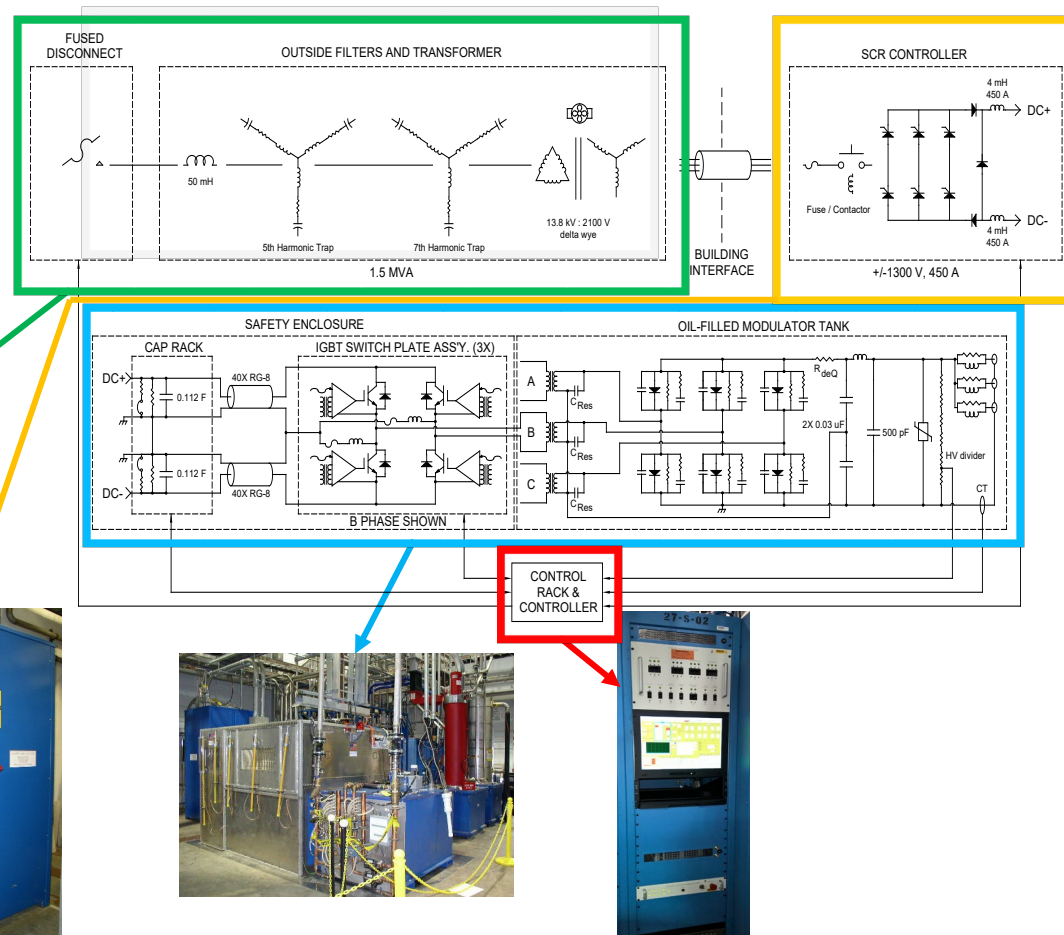 FUSED
DISCONNECT
OUTSIDE FILTERS AND TRANSFORMER
SCR CONTROLLER
4 mH
450 A
DC+
50 mH
Fuse / Contactor
13.8 kV : 2100 V
delta wye
5th Harmonic Trap
7th Harmonic Trap
DC-
4 mH
450 A
BUILDING
INTERFACE
1.5 MVA
+/-1300 V, 450 A
SAFETY ENCLOSURE
OIL-FILLED MODULATOR TANK
CAP RACK
IGBT SWITCH PLATE ASS'Y. (3X)
DC+
40X RG-8
0.112 F
A
CRes
RdeQ
B
CRes
2X 0.03 uF
500 pF
HV divider
0.112 F
C
CRes
CT
DC-
40X RG-8
B PHASE SHOWN
CONTROL
RACK &
CONTROLLER
27-S-02